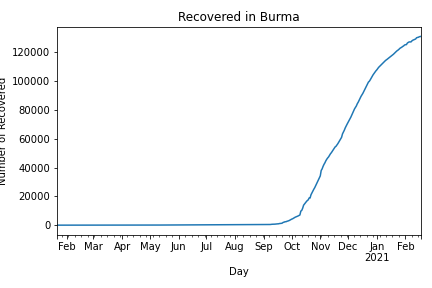 Recovered in Burma
120000
100000
80000
60000
40000
20000
0
Number of Recovered
Feb Mar Apr May Jun Jul Aug Sep Oct Nov Dec Jan Feb
2021
Day